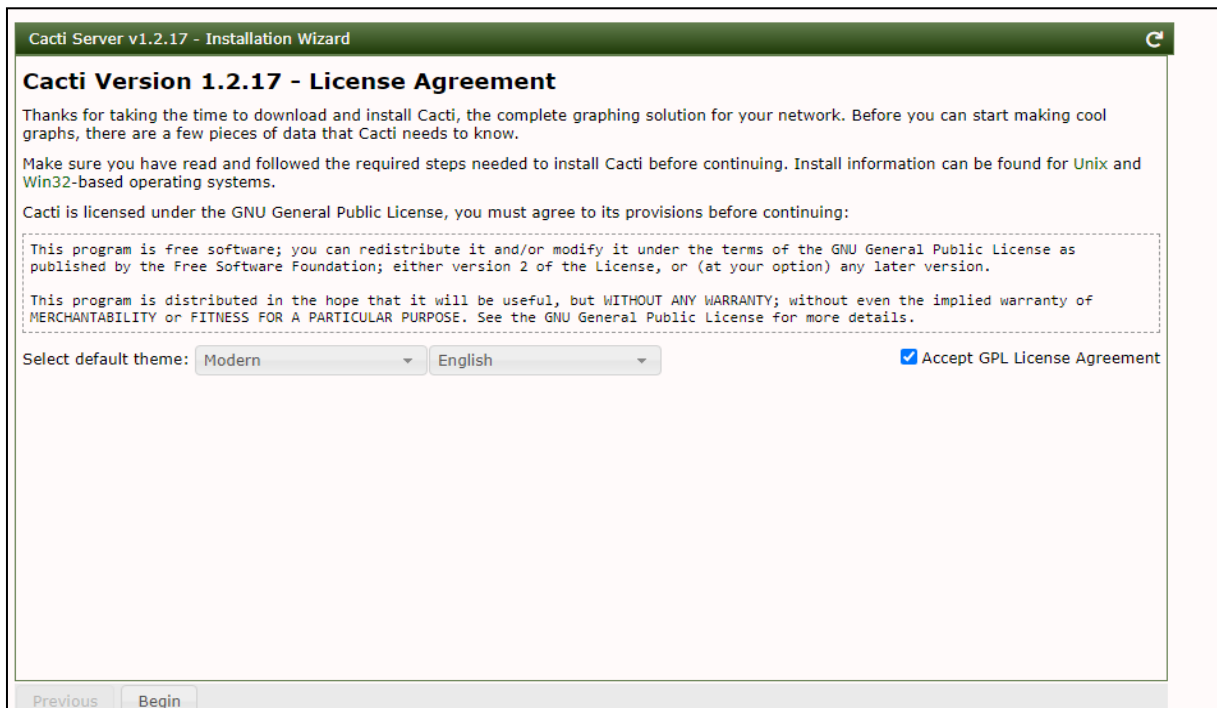 Cacti Server v1.2.17 - Installation Wizard
Cacti Version 1.2.17 - License Agreement
Thanks for taking the time to download and install Cacti, the complete graphing solution for your network. Before you can start making cool
graphs, there are a few pieces of data that Cacti needs to know.
Make sure you have read and followed the required steps needed to install Cacti before continuing. Install information can be found for Unix and
Win32-based operating systems.
Cacti is licensed under the GNU General Public License, you must agree to its provisions before continuing:
This program is free software; you can redistribute it and/or modify it under the terms of the GNU General Public License as
published by the Free Software Foundation; either version 2 of the License, or (at your option) any later version.
This program is distributed in the hope that it will be useful, but WITHOUT ANY WARRANTY; without even the implied warranty of
MERCHANTABILITY or FITNESS FOR A PARTICULAR PURPOSE. See the GNU General Public License for more details.
Select default theme: Modern English Accept GPL License Agreement
Previous Begin